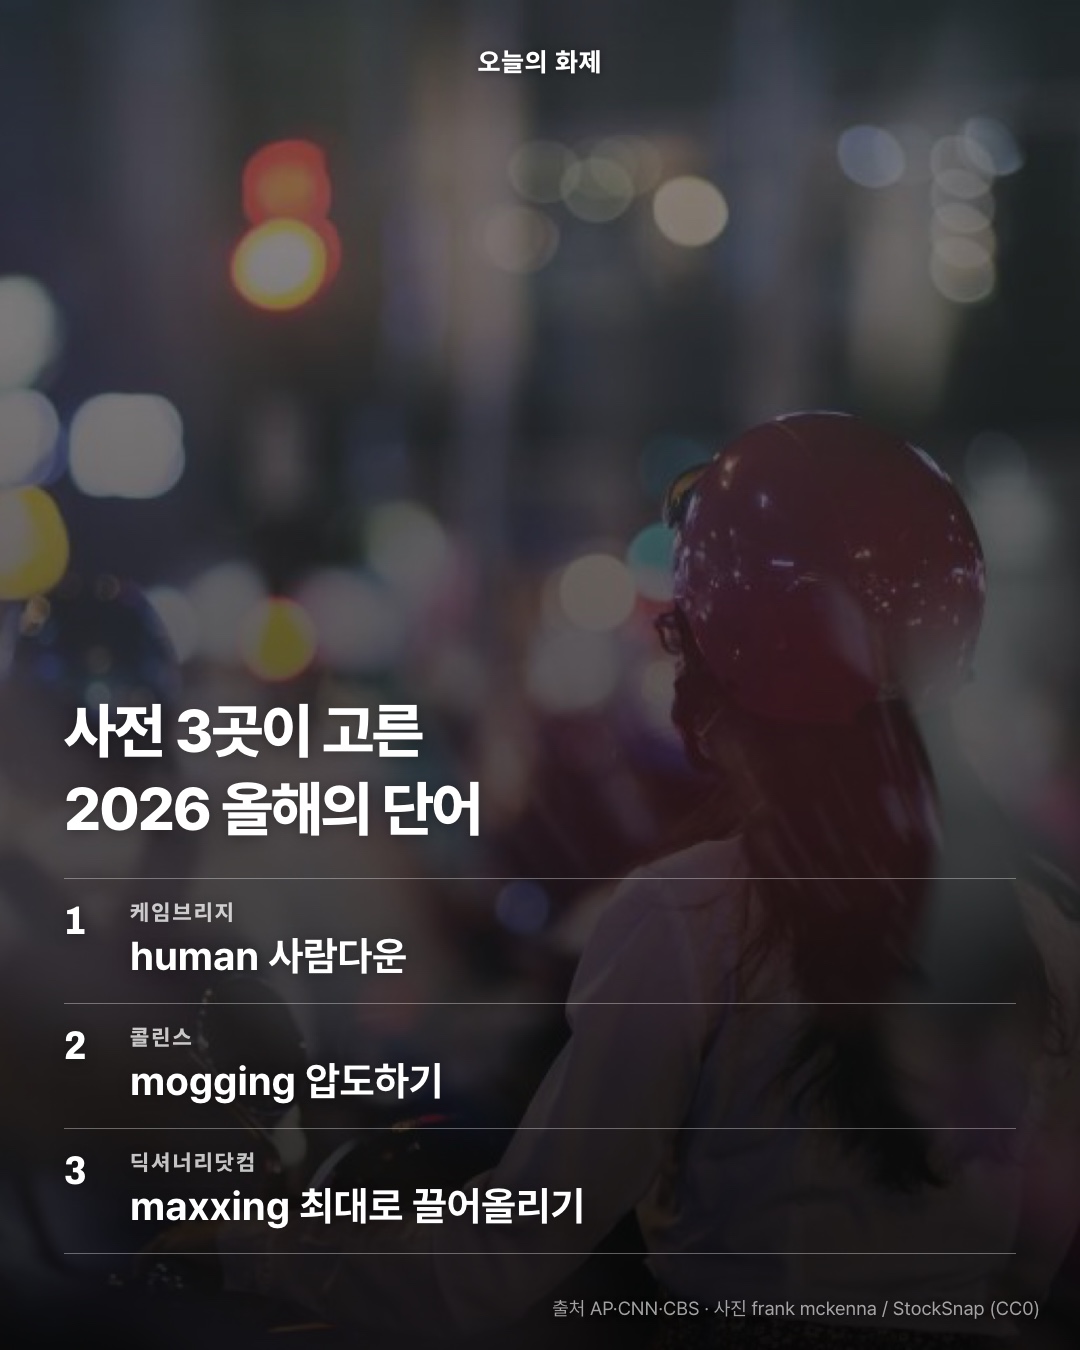 오늘의 화제
사전 3곳이 고른
2026 올해의 단어
1
케임브리지
human 사람다운
2
콜린스
mogging 압도하기
3
딕셔너리닷컴
maxxing 최대로 끌어올리기
출처 AP·CNN·CBS · 사진 frank mckenna / StockSnap (CC0)